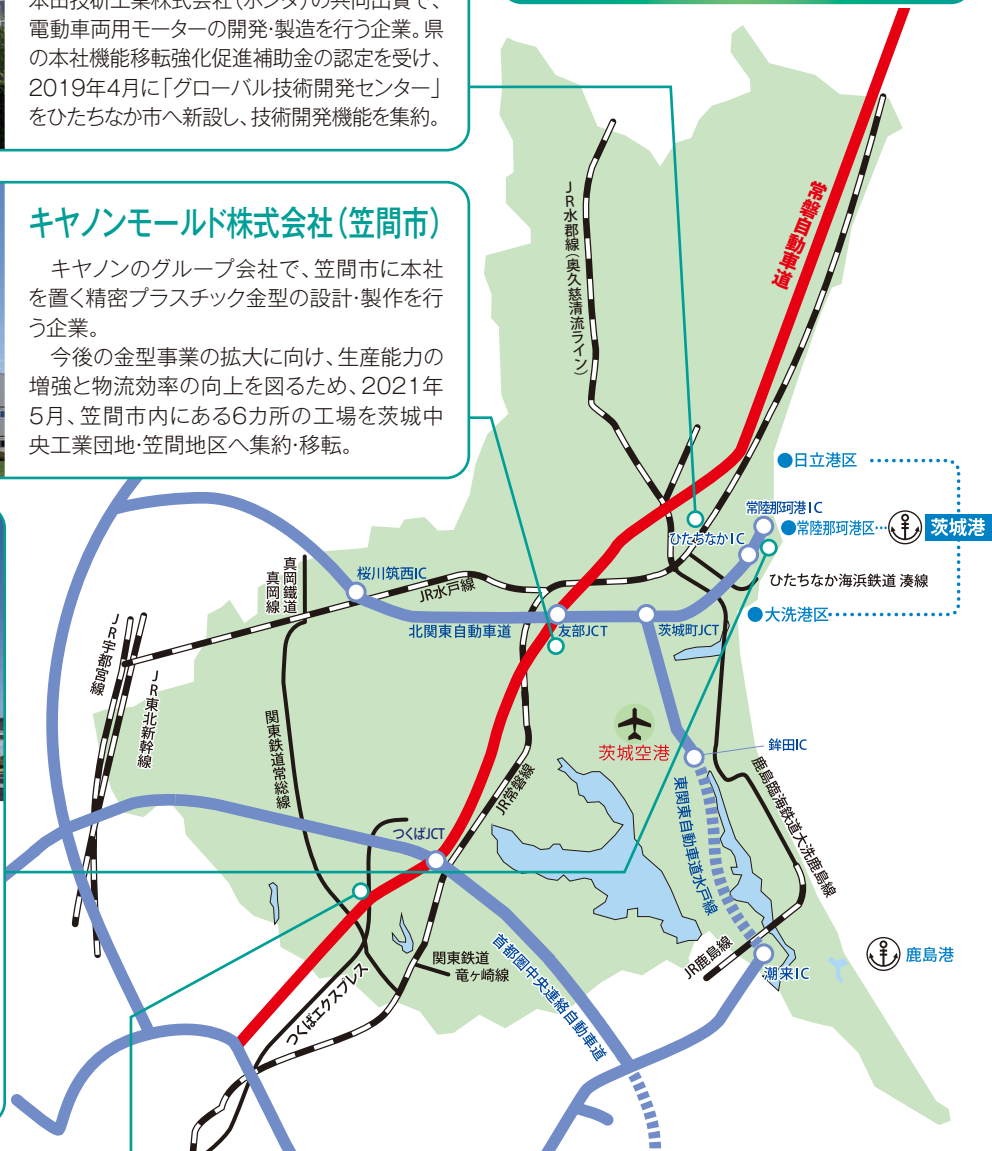 本田技研工業株式会社（ホンダ）の共同出資で、
電動車両用モーターの開発・製造を行う企業。県
の本社機能移転強化促進補助金の認定を受け、
2019年4月に「グローバル技術開発センター」
をひたちなか市へ新設し、技術開発機能を集約。
キヤノンモールド株式会社（笠間市）
キヤノンのグループ会社で、笠間市に本社
を置く精密プラスチック金型の設計・製作を行
う企業。
今後の金型事業の拡大に向け、生産能力の
増強と物流効率の向上を図るため、2021年
5月、笠間市内にある6カ所の工場を茨城中
央工業団地・笠間地区へ集約・移転。
JR水郡線（奥久慈清流ライン）
常磐自動車道
●日立港区
常陸那珂港IC
●常陸那珂港区
茨城港
ひたちなかIC
ひたちなか海浜鉄道 湊線
●大洗港区
真岡鐵道
真岡線
桜川筑西IC
JR水戸線
北関東自動車道
友部JCT
茨城町JCT
JR宇都宮線
JR東北新幹線
関東鉄道常総線
茨城空港
鉾田IC
JR常磐線
東関東自動車道水戸線
鹿島臨海鉄道大洗鹿島線
つくばJCT
関東鉄道
竜ヶ崎線
つくばエクスプレス
首都圏中央連絡自動車道
JR鹿島線
潮来IC
鹿島港